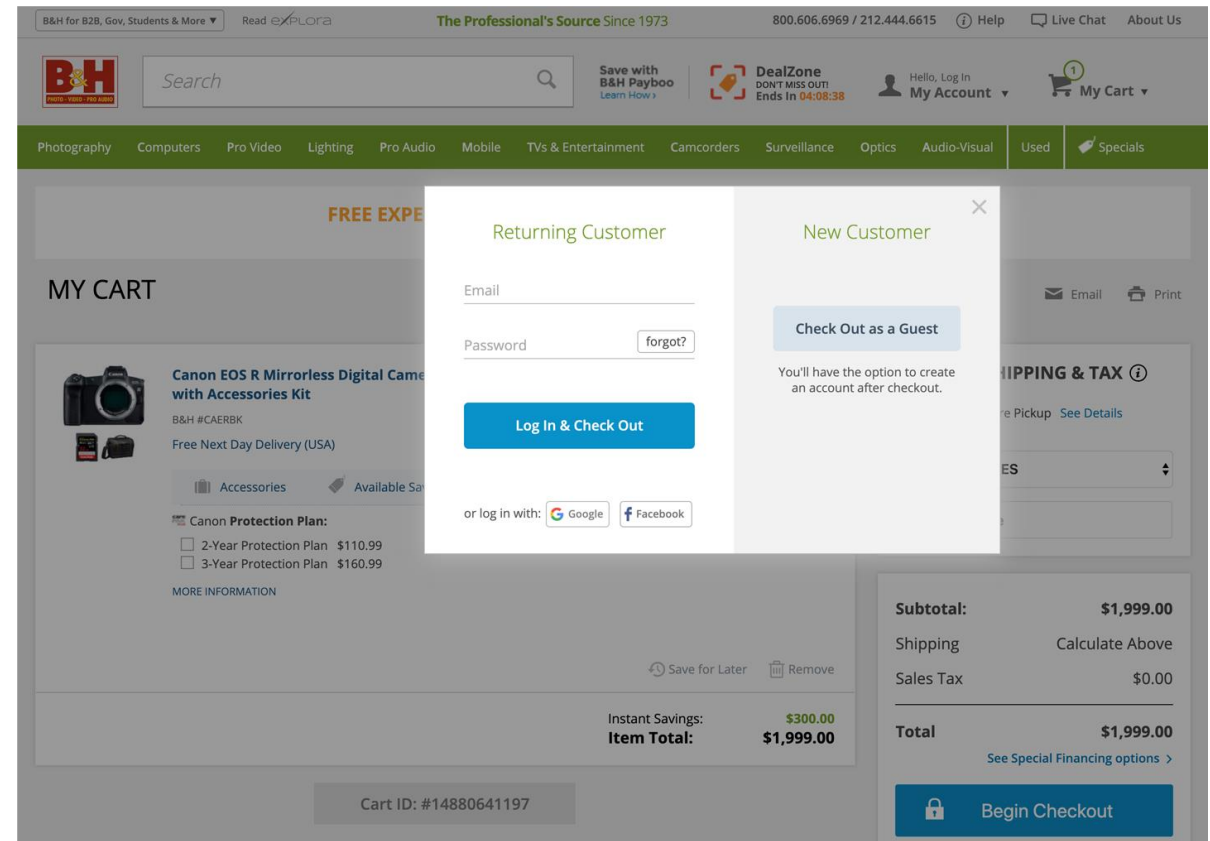 B&H for B2B, Gov, Students & More ▼
Read eXPLORA
The Professional's Source Since 1973
800.606.6969 / 212.444.6615
Help
Live Chat
About Us
B&H
PHOTO - VIDEO - PRO AUDIO
Search
Save with
B&H Payboo
Learn How ›
DealZone
DON'T MISS OUT!
Ends In 04:08:38
Hello, Log In
My Account ▼
1
My Cart ▼
Photography
Computers
Pro Video
Lighting
Pro Audio
Mobile
TVs & Entertainment
Camcorders
Surveillance
Optics
Audio-Visual
Used
Specials
FREE EXPE
MY CART
Email
Print
Returning Customer
Email
Password
forgot?
Log In & Check Out
or log in with:
Google
Facebook
New Customer
Check Out as a Guest
You'll have the option to create
an account after checkout.
Canon EOS R Mirrorless Digital Came
with Accessories Kit
B&H #CAERBK
Free Next Day Delivery (USA)
Accessories
Available Sa
Canon Protection Plan:
2-Year Protection Plan $110.99
3-Year Protection Plan $160.99
MORE INFORMATION
Save for Later
Remove
Instant Savings: $300.00
Item Total: $1,999.00
Cart ID: #14880641197
IPPING & TAX
re Pickup See Details
ES
Subtotal: $1,999.00
Shipping Calculate Above
Sales Tax $0.00
Total $1,999.00
See Special Financing options ›
Begin Checkout